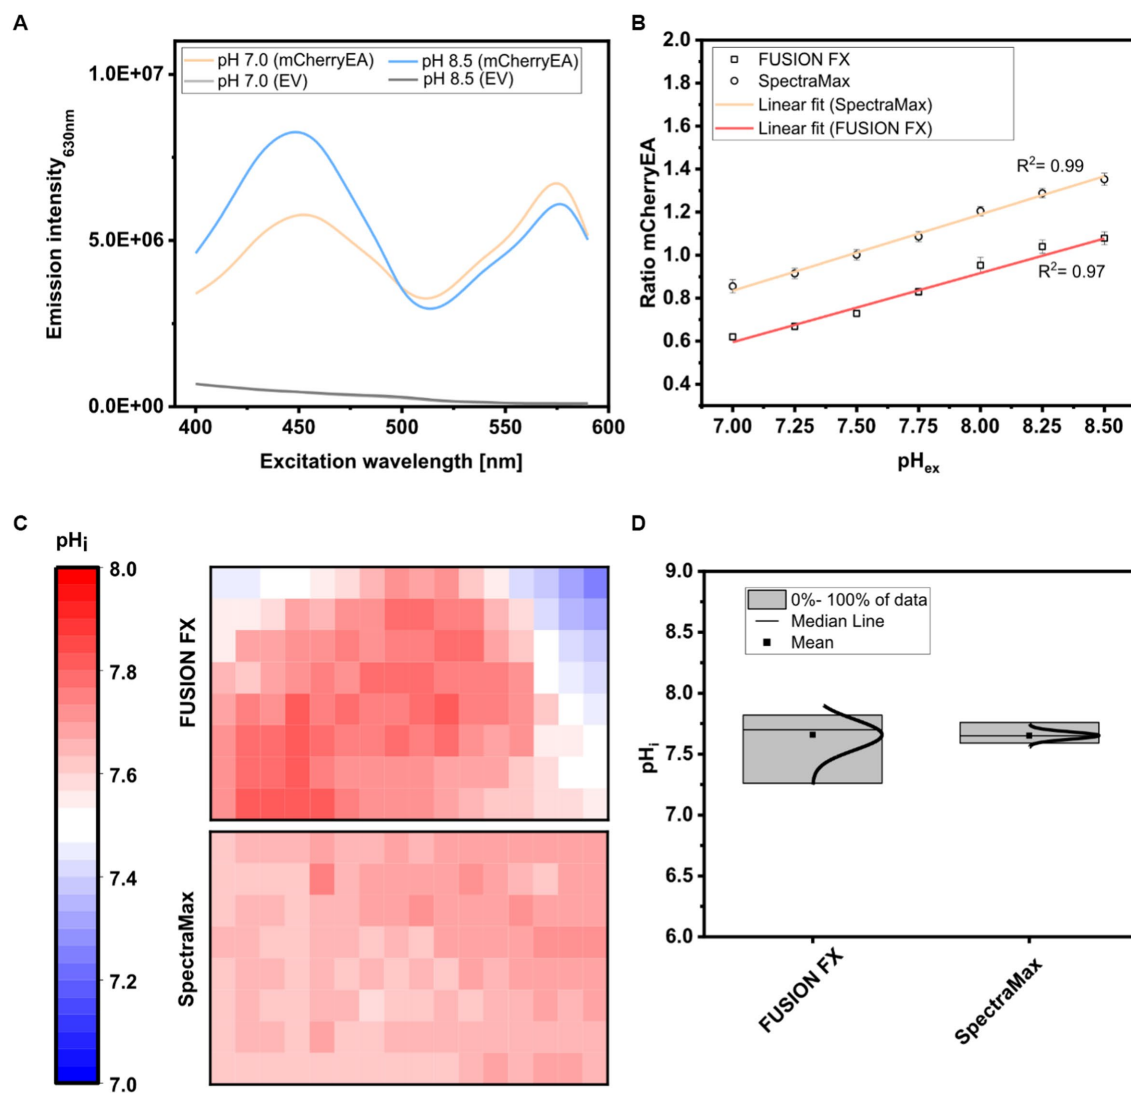 A
Emission intensity630nm
1.0E+07
5.0E+06
0.0E+00
pH 7.0 (mCherryEA)
pH 8.5 (mCherryEA)
pH 7.0 (EV)
pH 8.5 (EV)
400
450
500
550
600
Excitation wavelength [nm]
B
Ratio mCherryEA
2.0
1.8
1.6
1.4
1.2
1.0
0.8
0.6
0.4
FUSION FX
SpectraMax
Linear fit (SpectraMax)
Linear fit (FUSION FX)
R2= 0.99
R2= 0.97
7.00
7.25
7.50
7.75
8.00
8.25
8.50
pHex
C
pHi
8.0
7.8
7.6
7.4
7.2
7.0
FUSION FX
SpectraMax
D
pHi
9.0
8.5
8.0
7.5
7.0
6.5
6.0
0%- 100% of data
Median Line
Mean
FUSION FX
SpectraMax